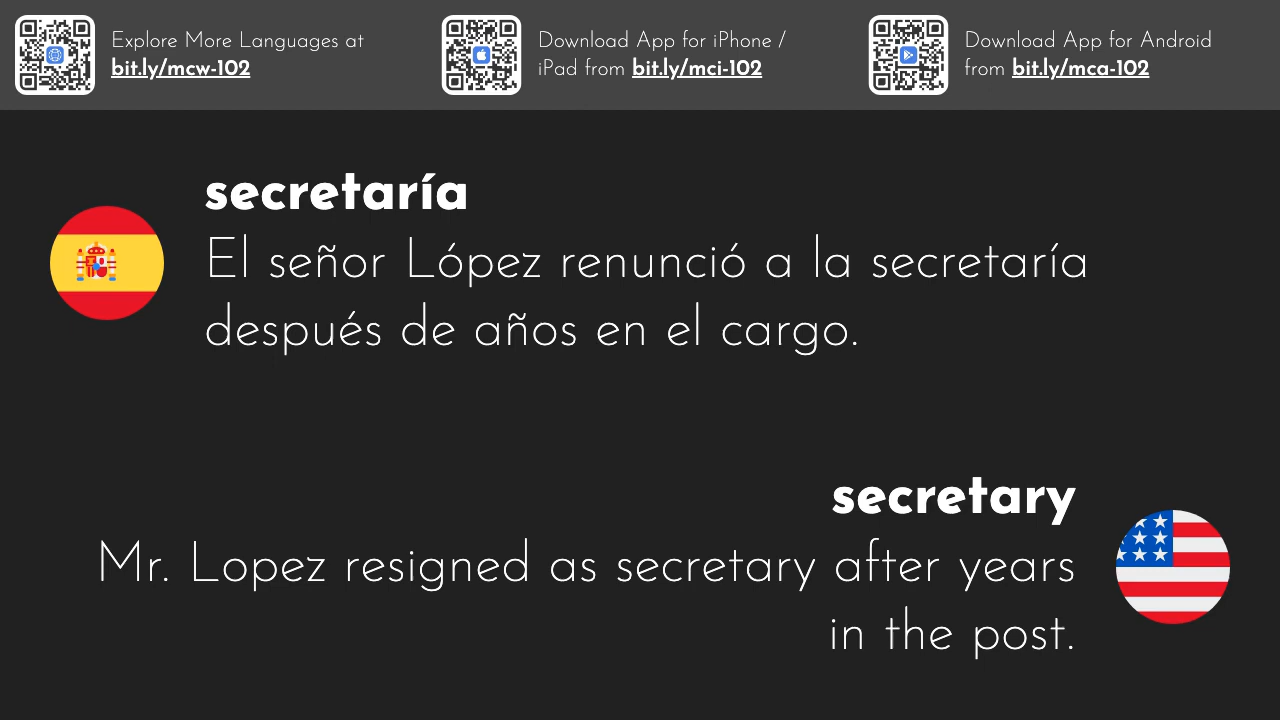 Explore More Languages at
bit.ly/mcw-102
Download App for iPhone /
iPad from bit.ly/mci-102
Download App for Android
from bit.ly/mca-102
secretaría
El señor López renunció a la secretaría
después de años en el cargo.
secretary
Mr. Lopez resigned as secretary after years
in the post.